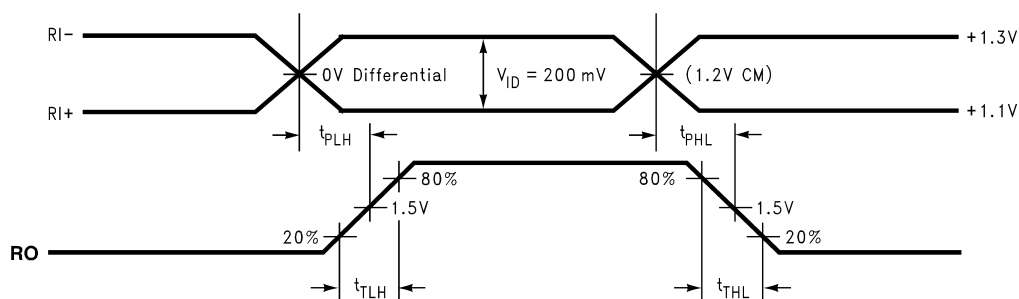 RI- +1.3V
0V Differential V_ID = 200 mV (1.2V CM)
RI+ +1.1V
t_PLH t_PHL
80% 80%
1.5V 1.5V
20% 20%
RO
t_TLH t_THL